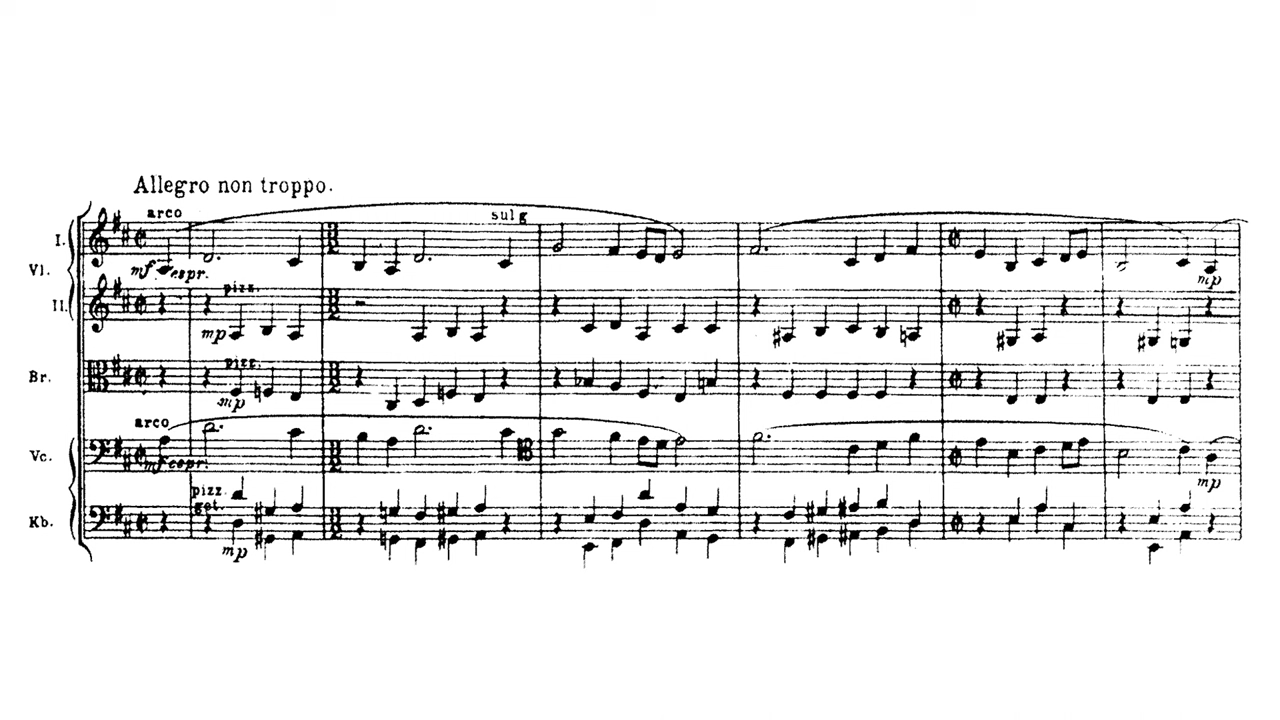 Allegro non troppo.
arco
sul g
I.
mf espr.
Vl.
mp
pizz.
II.
mp
pizz.
Br.
mp
arco
Vc.
mf espr.
mp
pizz.
get.
Kb.
mp